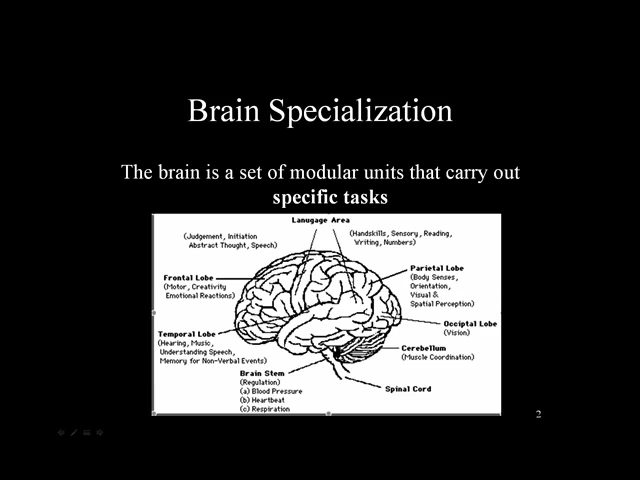 Brain Specialization
The brain is a set of modular units that carry out
specific tasks
Lanugage Area
(Judgement, Initiation
Abstract Thought, Speech)
(Handskills, Sensory, Reading,
Writing, Numbers)
Frontal Lobe
(Motor, Creativity
Emotional Reactions)
Parietal Lobe
(Body Senses,
Orientation,
Visual &
Spatial Perception)
Temporal Lobe
(Hearing, Music,
Understanding Speech,
Memory for Non-Verbal Events)
Occiptal Lobe
(Vision)
Cerebellum
(Muscle Coordination)
Brain Stem
(Regulation)
(a) Blood Pressure
(b) Heartbeat
(c) Respiration
Spinal Cord
2